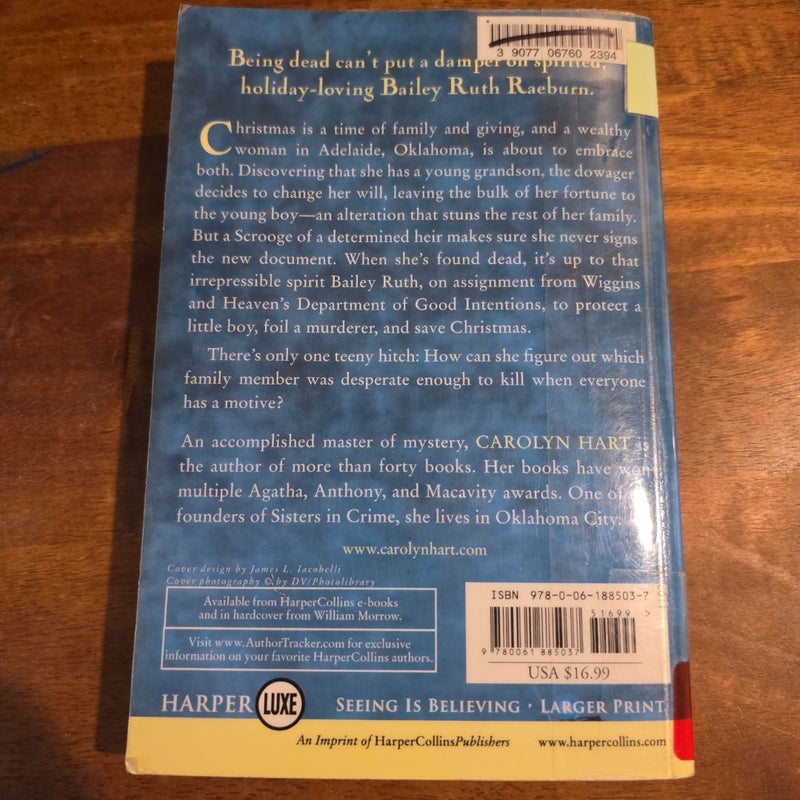 3 9077 06760 2394
Being dead can't put a damper on spirited,
holiday-loving Bailey Ruth Raeburn.
Christmas is a time of family and giving, and a wealthy
woman in Adelaide, Oklahoma, is about to embrace
both. Discovering that she has a young grandson, the dowager
decides to change her will, leaving the bulk of her fortune to
the young boy—an alteration that stuns the rest of her family.
But a Scrooge of a determined heir makes sure she never signs
the new document. When she's found dead, it's up to that
irrepressible spirit Bailey Ruth, on assignment from Wiggins
and Heaven's Department of Good Intentions, to protect a
little boy, foil a murderer, and save Christmas.
There's only one teeny hitch: How can she figure out which
family member was desperate enough to kill when everyone
has a motive?
An accomplished master of mystery, CAROLYN HART is
the author of more than forty books. Her books have won
multiple Agatha, Anthony, and Macavity awards. One of
founders of Sisters in Crime, she lives in Oklahoma City.
www.carolynhart.com
Cover design by James L. Iacobelli
Cover photography © by DV/Photolibrary
Available from HarperCollins e-books
and in hardcover from William Morrow.
Visit www.AuthorTracker.com for exclusive
information on your favorite HarperCollins authors.
ISBN 978-0-06-188503-7
51699 >
9 780061 885037
USA $16.99
HARPER LUXE SEEING IS BELIEVING · LARGER PRINT
An Imprint of HarperCollinsPublishers www.harpercollins.com